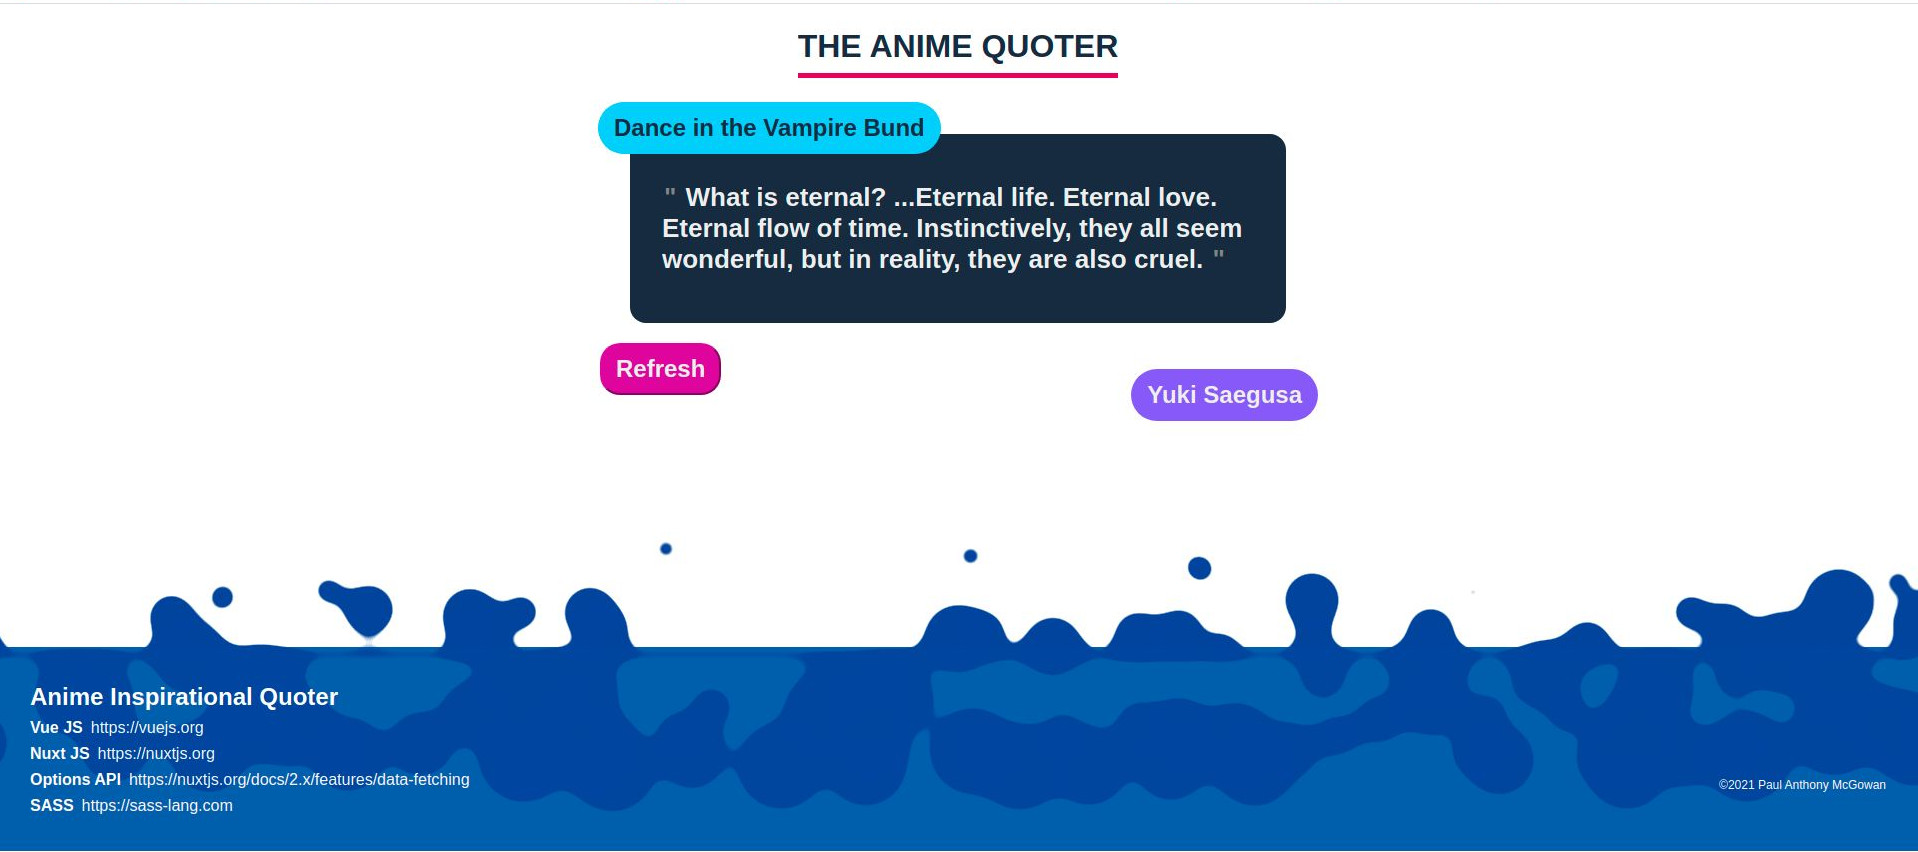 THE ANIME QUOTER
Dance in the Vampire Bund
" What is eternal? ...Eternal life. Eternal love.
Eternal flow of time. Instinctively, they all seem
wonderful, but in reality, they are also cruel. "
Refresh
Yuki Saegusa
Anime Inspirational Quoter
Vue JS https://vuejs.org
Nuxt JS https://nuxtjs.org
Options API https://nuxtjs.org/docs/2.x/features/data-fetching
SASS https://sass-lang.com
©2021 Paul Anthony McGowan